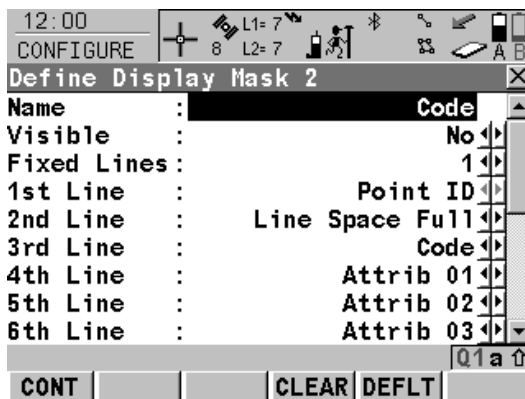 12:00
CONFIGURE
8
L1= 7
L2= 7
A B
Define Display Mask 2
Name : Code
Visible : No
Fixed Lines: 1
1st Line : Point ID
2nd Line : Line Space Full
3rd Line : Code
4th Line : Attrib 01
5th Line : Attrib 02
6th Line : Attrib 03
Q1 a
CONT CLEAR DEFLT